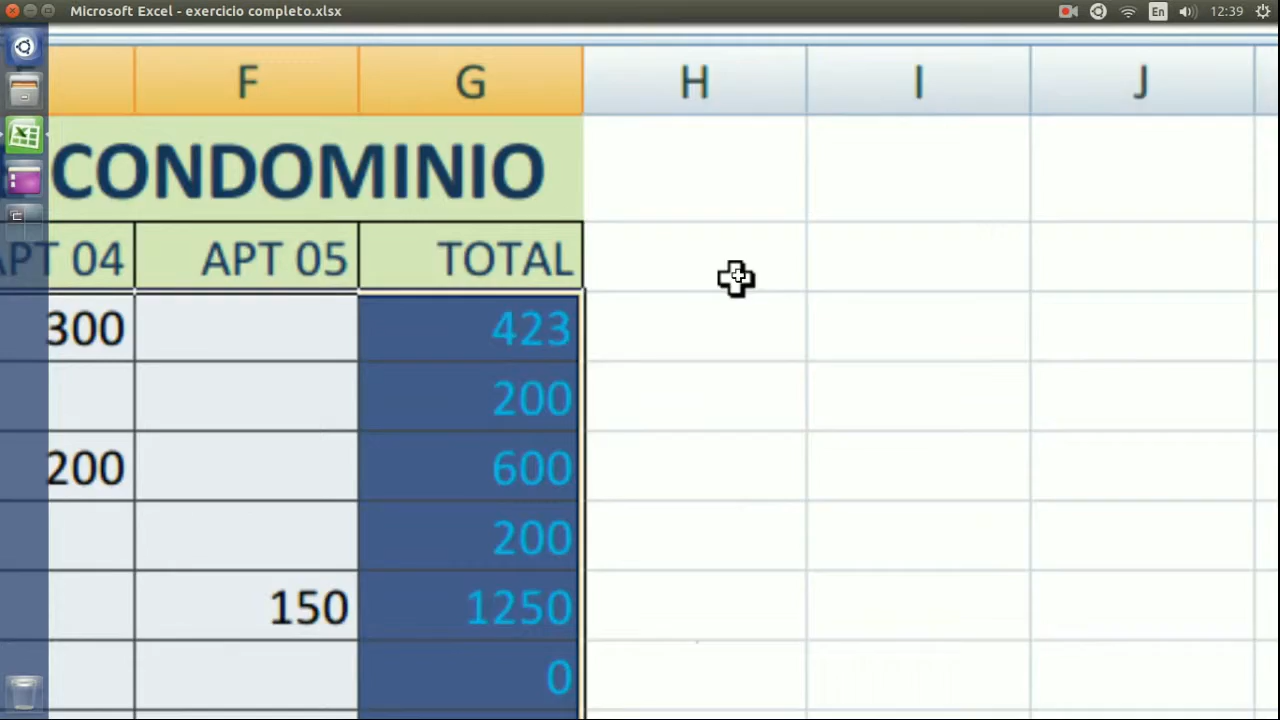 Microsoft Excel - exercicio completo.xlsx En 12:39
F G H I J
CONDOMINIO
APT 04 APT 05 TOTAL
300 423
200
200 600
200
150 1250
0